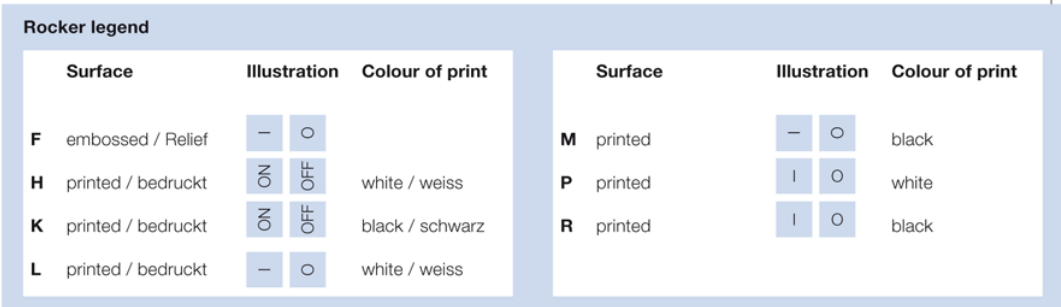 Rocker legend
Surface Illustration Colour of print
F embossed / Relief I O
H printed / bedruckt ON OFF white / weiss
K printed / bedruckt ON OFF black / schwarz
L printed / bedruckt I O white / weiss
Surface Illustration Colour of print
M printed I O black
P printed I O white
R printed I O black